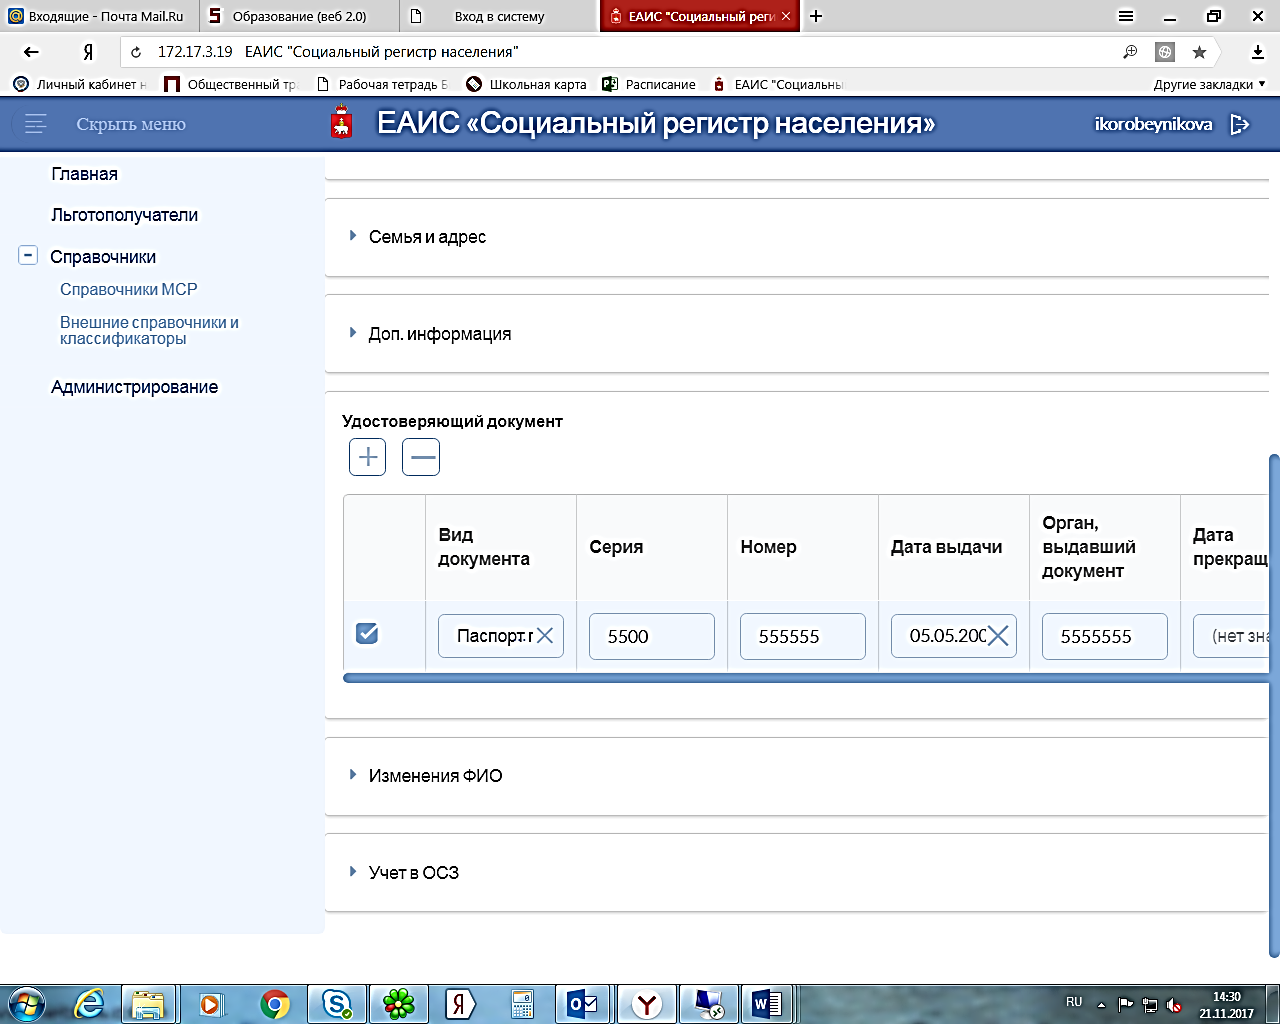 Входящие - Почта Mail.Ru
Образование (веб 2.0)
Вход в систему
ЕАИС "Социальный реги
172.17.3.19 ЕАИС "Социальный регистр населения"
Личный кабинет н
Общественный тра
Рабочая тетрадь Б
Школьная карта
Расписание
ЕАИС "Социальны
Другие закладки
Скрыть меню
ЕАИС «Социальный регистр населения»
ikorobeynikova
Главная
Льготополучатели
Справочники
Справочники МСР
Внешние справочники и
классификаторы
Администрирование
Семья и адрес
Доп. информация
Удостоверяющий документ
Вид
документа
Серия
Номер
Дата выдачи
Орган,
выдавший
документ
Дата
прекращ
Паспорт г
5500
555555
05.05.200
5555555
(нет зна
Изменения ФИО
Учет в ОСЗ
RU
14:30
21.11.2017